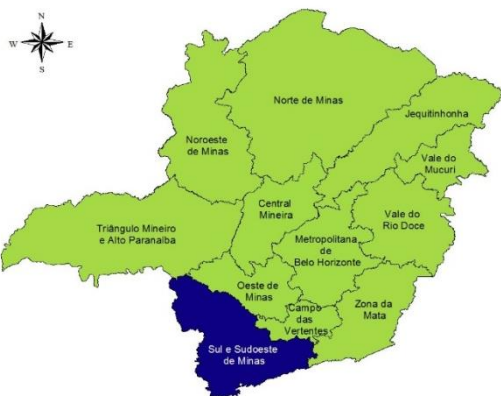 N
W E
S
Norte de Minas
Jequitinhonha
Noroeste
de Minas
Vale do
Mucuri
Central
Mineira
Vale do
Rio Doce
Triângulo Mineiro
e Alto Paranaíba
Metropolitana
de
Belo Horizonte
Oeste de
Minas
Campo
das
Vertentes
Zona da
Mata
Sul e Sudoeste
de Minas